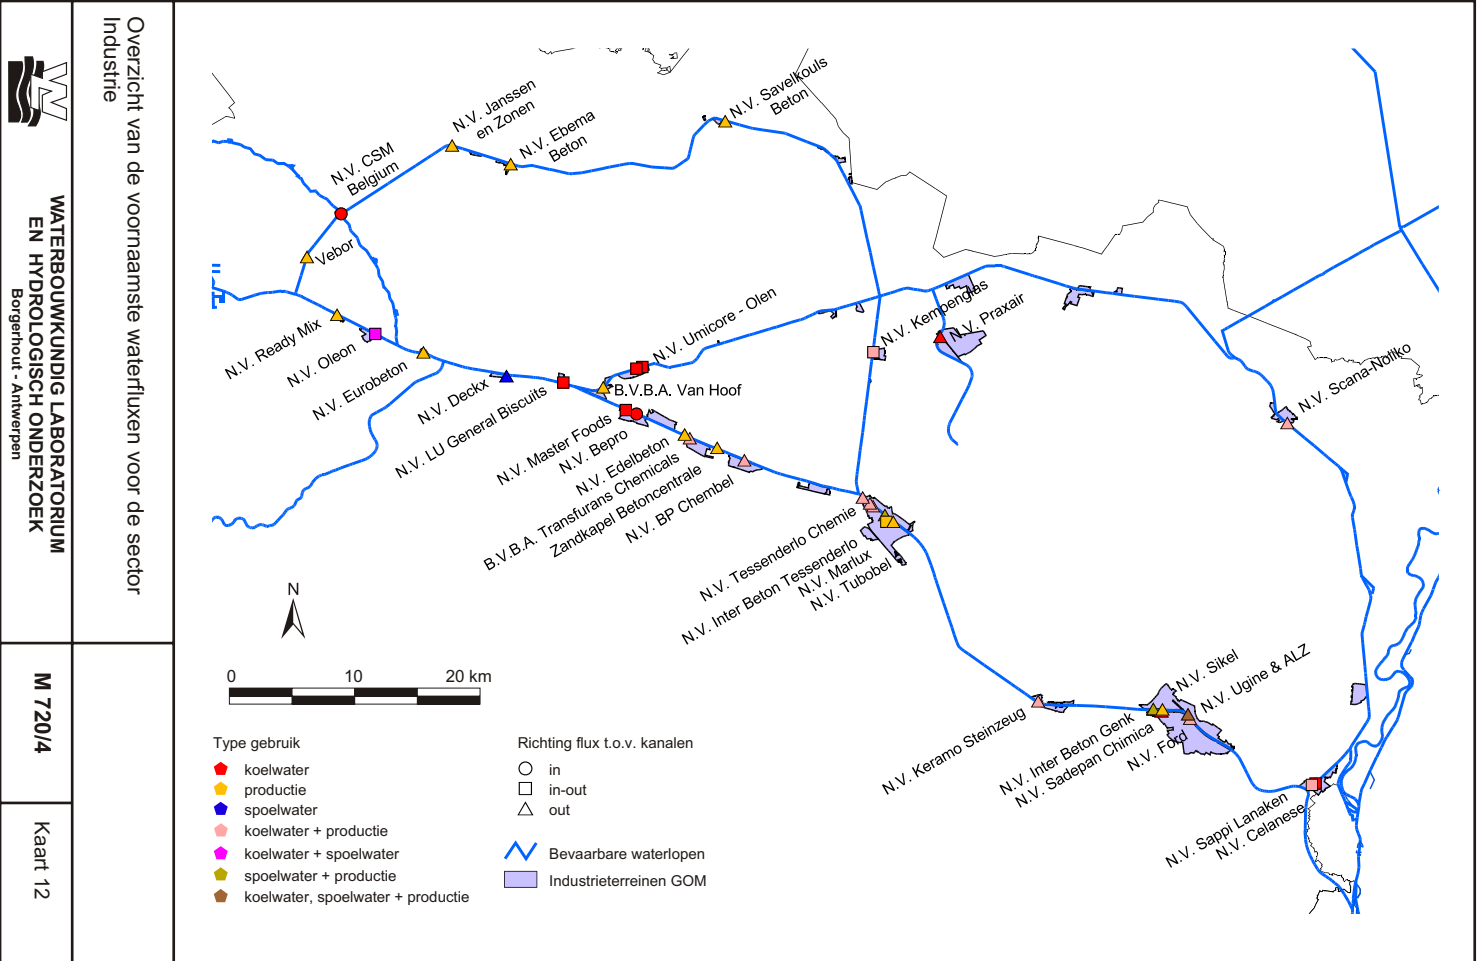 Overzicht van de voornaamste waterfluxen voor de sector
Industrie
WATERBOUWKUNDIG LABORATORIUM
EN HYDROLOGISCH ONDERZOEK
Borgerhout - Antwerpen
M 720/4
Kaart 12
N.V. Savelkouls
Beton
N.V. Janssen
en Zonen
N.V. Ebema
Beton
N.V. CSM
Belgium
Vebor
N.V. Ready Mix
N.V. Oleon
N.V. Eurobeton
N.V. Deckx
N.V. LU General Biscuits
N.V. Umicore - Olen
B.V.B.A. Van Hoof
N.V. Kempenglas
N.V. Praxair
N.V. Scana-Noliko
N.V. Master Foods
N.V. Bepro
N.V. Edelbeton
B.V.B.A. Transfurans Chemicals
Zandkapel Betoncentrale
N.V. BP Chembel
N.V. Tessenderlo Chemie
N.V. Inter Beton Tessenderlo
N.V. Marlux
N.V. Tubobel
N.V. Keramo Steinzeug
N.V. Sikel
N.V. Ugine & ALZ
N.V. Inter Beton Genk
N.V. Sadepan Chimica
N.V. Ford
N.V. Sappi Lanaken
N.V. Celanese
N
0 10 20 km
Type gebruik
koelwater
productie
spoelwater
koelwater + productie
koelwater + spoelwater
spoelwater + productie
koelwater, spoelwater + productie
Richting flux t.o.v. kanalen
in
in-out
out
Bevaarbare waterlopen
Industrieterreinen GOM